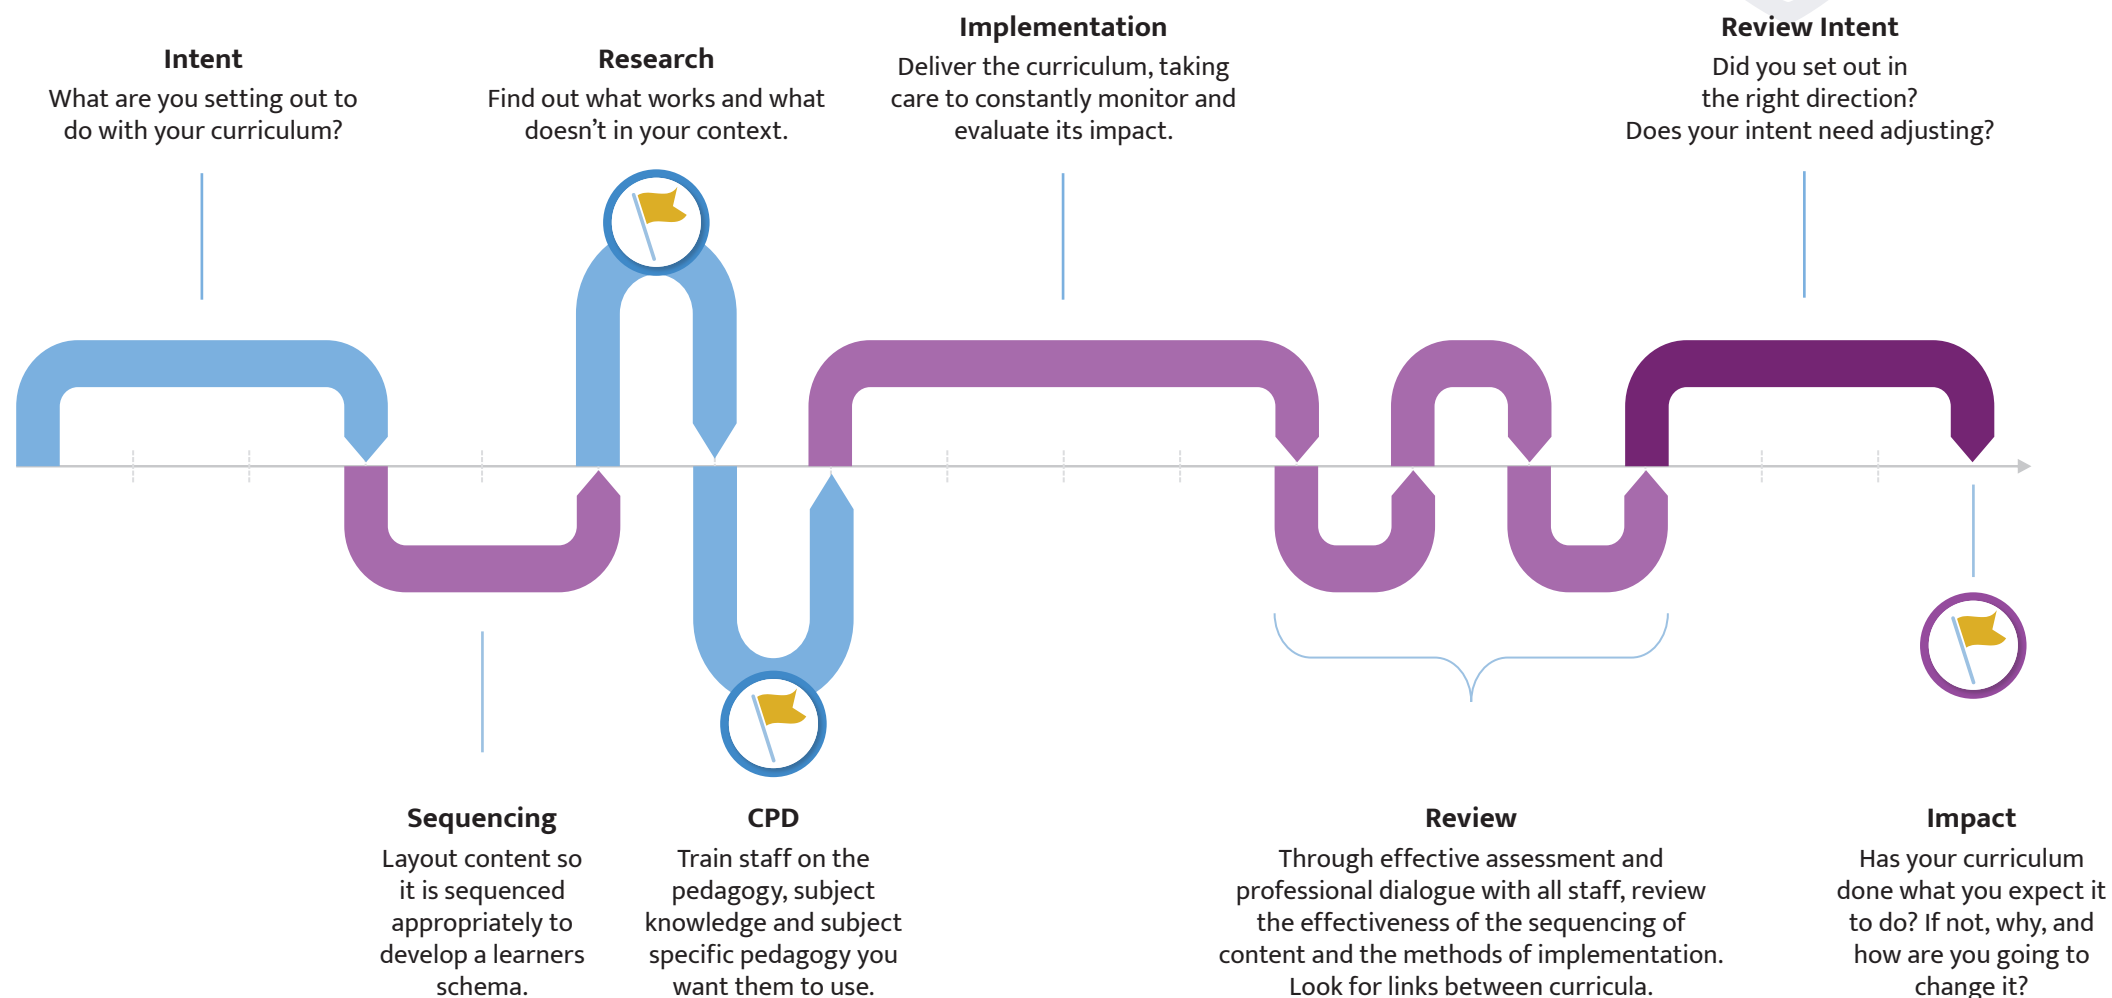 Intent
What are you setting out to
do with your curriculum?
Research
Find out what works and what
doesn’t in your context.
Implementation
Deliver the curriculum, taking
care to constantly monitor and
evaluate its impact.
Review Intent
Did you set out in
the right direction?
Does your intent need adjusting?
Sequencing
Layout content so
it is sequenced
appropriately to
develop a learners
schema.
CPD
Train staff on the
pedagogy, subject
knowledge and subject
specific pedagogy you
want them to use.
Review
Through effective assessment and
professional dialogue with all staff, review
the effectiveness of the sequencing of
content and the methods of implementation.
Look for links between curricula.
Impact
Has your curriculum
done what you expect it
to do? If not, why, and
how are you going to
change it?